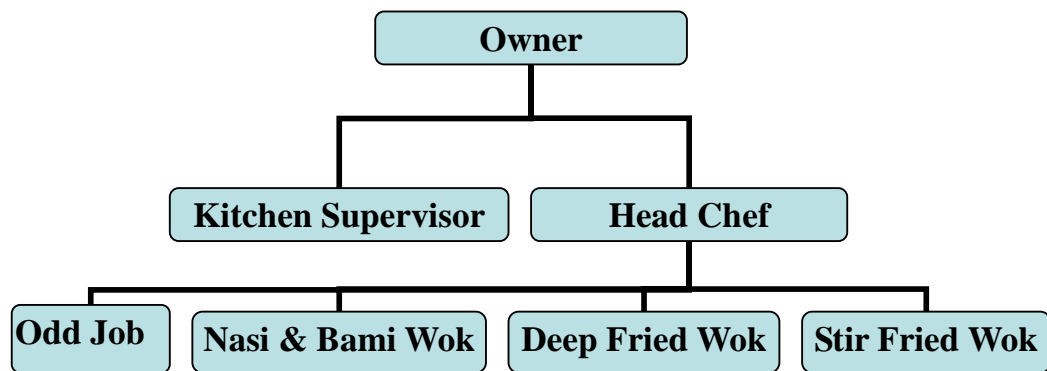 Owner
Kitchen Supervisor
Head Chef
Odd Job
Nasi & Bami Wok
Deep Fried Wok
Stir Fried Wok